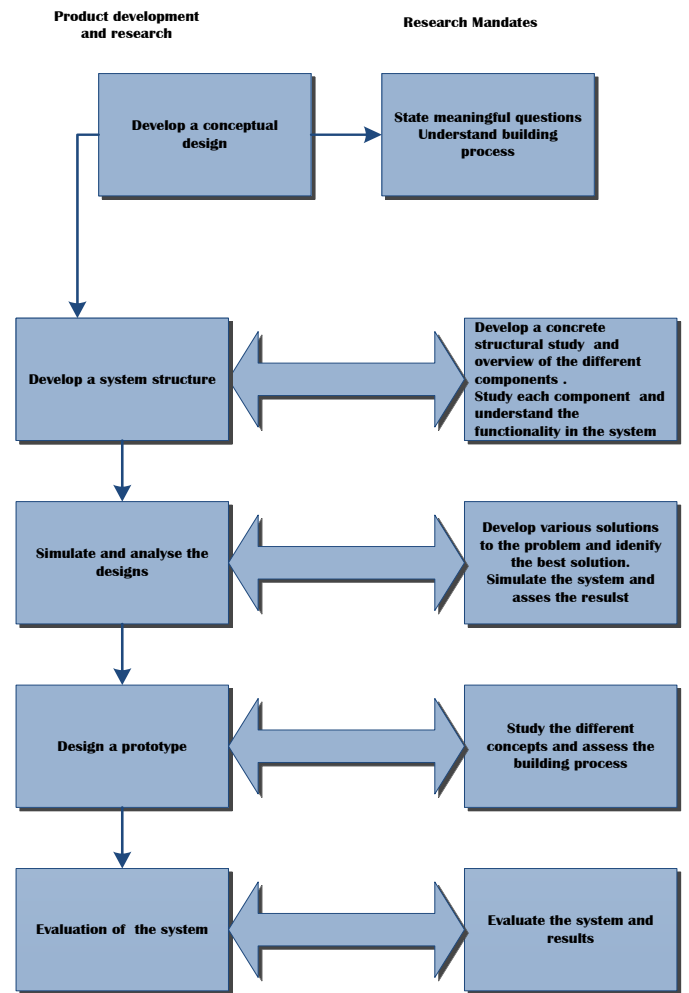 Product development
and research
Research Mandates
Develop a conceptual
design
State meaningful questions
Understand building
process
Develop a system structure
Develop a concrete
structural study and
overview of the different
components .
Study each component and
understand the
functionality in the system
Simulate and analyse the
designs
Develop various solutions
to the problem and idenify
the best solution.
Simulate the system and
asses the resulst
Design a prototype
Study the different
concepts and assess the
building process
Evaluation of the system
Evaluate the system and
results